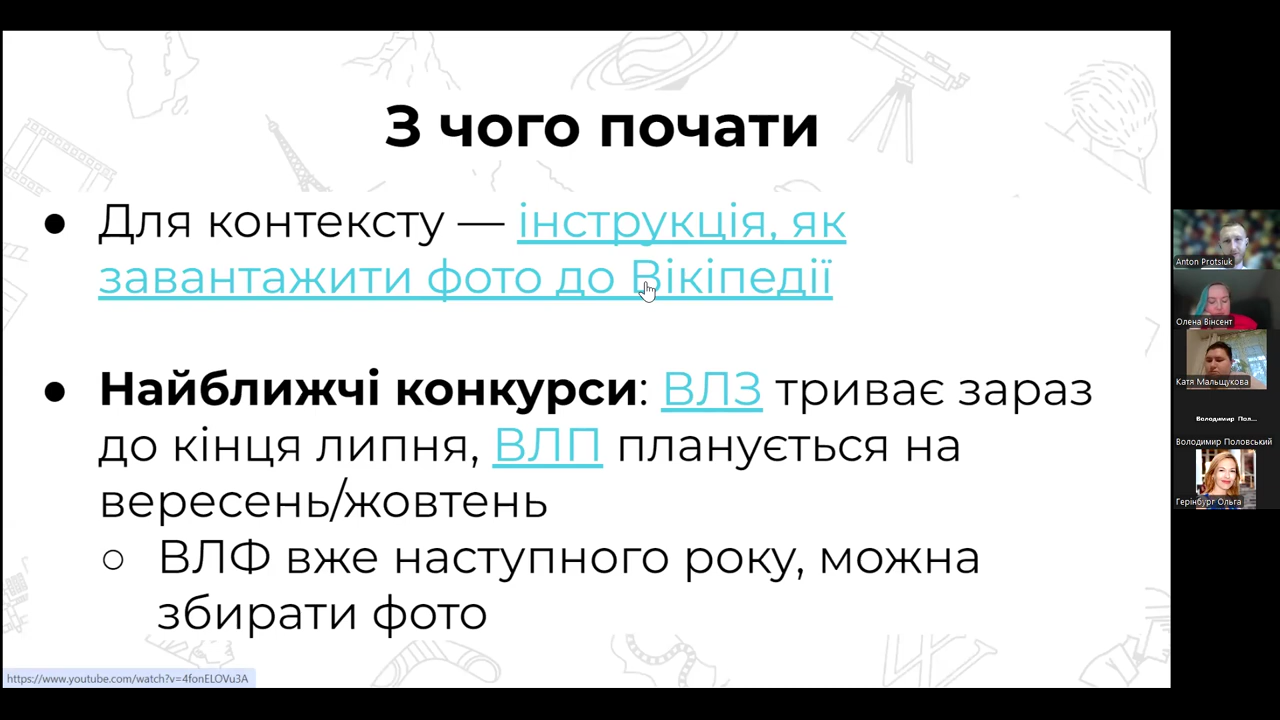 З чого почати
● Для контексту — інструкція, як
завантажити фото до Вікіпедії
● Найближчі конкурси: ВЛЗ триває зараз
до кінця липня, ВЛП планується на
вересень/жовтень
○ ВЛФ вже наступного року, можна
збирати фото
https://www.youtube.com/watch?v=4fonELOVu3A
Anton Protsiuk
Олена Вінсент
Катя Мальщукова
Володимир Пол...
Володимир Половський
Герінбург Ольга